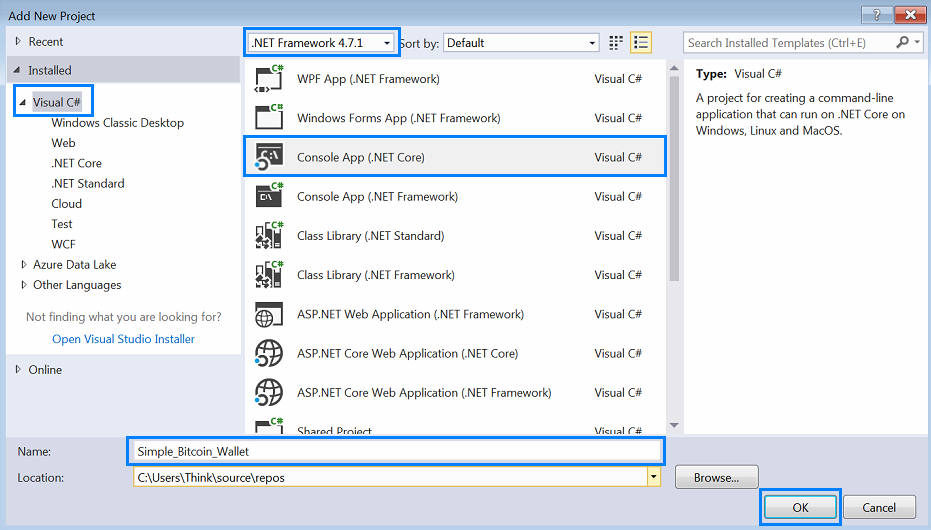 Add New Project
?
Recent
.NET Framework 4.7.1
Sort by:
Default
Search Installed Templates (Ctrl+E)
Installed
Visual C#
Windows Classic Desktop
Web
.NET Core
.NET Standard
Cloud
Test
WCF
Azure Data Lake
Other Languages
Not finding what you are looking for?
Open Visual Studio Installer
Online
C# WPF App (.NET Framework) Visual C#
C# Windows Forms App (.NET Framework) Visual C#
C:\ Console App (.NET Core) Visual C#
C# Console App (.NET Framework) Visual C#
C# Class Library (.NET Standard) Visual C#
C# Class Library (.NET Framework) Visual C#
ASP.NET Web Application (.NET Framework) Visual C#
ASP.NET Core Web Application (.NET Core) Visual C#
ASP.NET Core Web Application (.NET Framework) Visual C#
C# Shared Project Visual C#
Type: Visual C#
A project for creating a command-line
application that can run on .NET Core on
Windows, Linux and MacOS.
Name: Simple_Bitcoin_Wallet
Location: C:\Users\Think\source\repos
Browse...
OK
Cancel